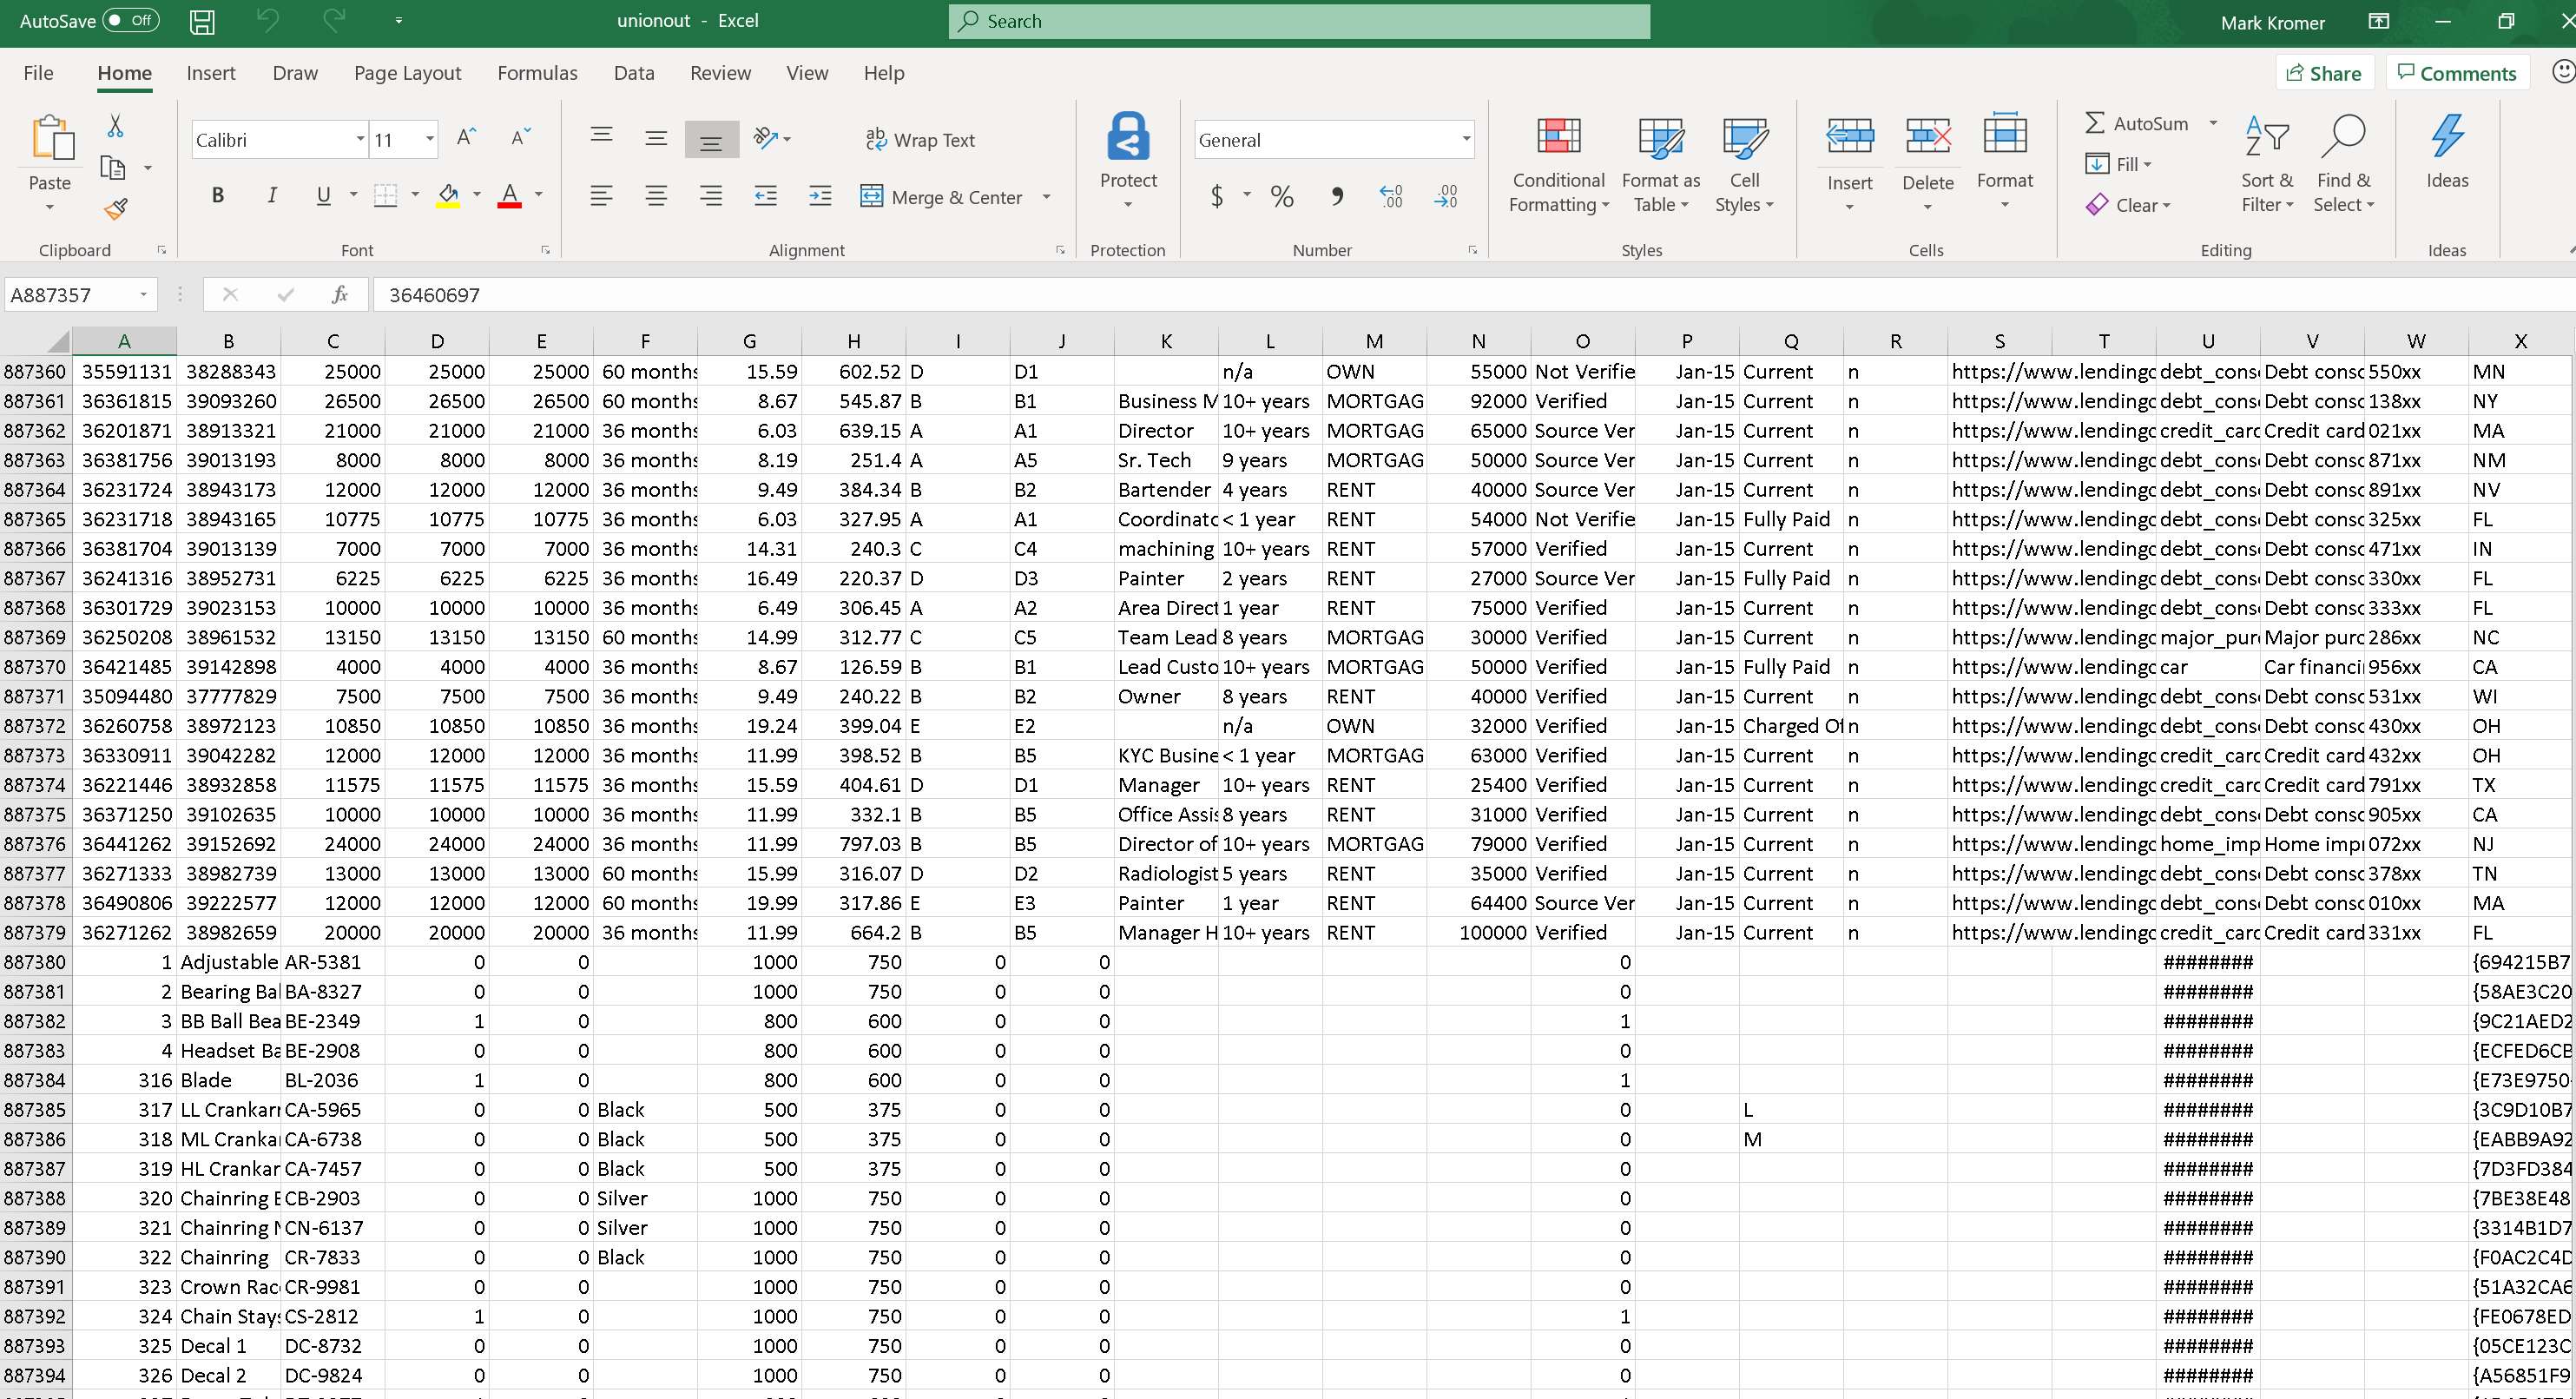 AutoSave Off unionout - Excel Search Mark Kromer
File Home Insert Draw Page Layout Formulas Data Review View Help Share Comments
Calibri 11 Wrap Text General AutoSum
Paste Merge & Center Protect Conditional Formatting Format as Table Cell Styles Insert Delete Format Fill Clear Sort & Filter Find & Select Ideas
Clipboard Font Alignment Protection Number Styles Cells Editing Ideas
A887357 fx 36460697
A B C D E F G H I J K L M N O P Q R S T U V W X
887360 35591131 38288343 25000 25000 25000 60 months 15.59 602.52 D D1 n/a OWN 55000 Not Verifie Jan-15 Current n https://www.lendingc debt_cons Debt consc 550xx MN
887361 36361815 39093260 26500 26500 26500 60 months 8.67 545.87 B B1 Business M 10+ years MORTGAG 92000 Verified Jan-15 Current n https://www.lendingc debt_cons Debt consc 138xx NY
887362 36201871 38913321 21000 21000 21000 36 months 6.03 639.15 A A1 Director 10+ years MORTGAG 65000 Source Ver Jan-15 Current n https://www.lendingc credit_card Credit card 021xx MA
887363 36381756 39013193 8000 8000 8000 36 months 8.19 251.4 A A5 Sr. Tech 9 years MORTGAG 50000 Source Ver Jan-15 Current n https://www.lendingc debt_cons Debt consc 871xx NM
887364 36231724 38943173 12000 12000 12000 36 months 9.49 384.34 B B2 Bartender 4 years RENT 40000 Source Ver Jan-15 Current n https://www.lendingc debt_cons Debt consc 891xx NV
887365 36231718 38943165 10775 10775 10775 36 months 6.03 327.95 A A1 Coordinatc < 1 year RENT 54000 Not Verifie Jan-15 Fully Paid n https://www.lendingc debt_cons Debt consc 325xx FL
887366 36381704 39013139 7000 7000 7000 36 months 14.31 240.3 C C4 machining 10+ years RENT 57000 Verified Jan-15 Current n https://www.lendingc debt_cons Debt consc 471xx IN
887367 36241316 38952731 6225 6225 6225 36 months 16.49 220.37 D D3 Painter 2 years RENT 27000 Source Ver Jan-15 Fully Paid n https://www.lendingc debt_cons Debt consc 330xx FL
887368 36301729 39023153 10000 10000 10000 36 months 6.49 306.45 A A2 Area Direct 1 year RENT 75000 Verified Jan-15 Current n https://www.lendingc debt_cons Debt consc 333xx FL
887369 36250208 38961532 13150 13150 13150 60 months 14.99 312.77 C C5 Team Lead 8 years MORTGAG 30000 Verified Jan-15 Current n https://www.lendingc major_pur Major purc 286xx NC
887370 36421485 39142898 4000 4000 4000 36 months 8.67 126.59 B B1 Lead Custo 10+ years MORTGAG 50000 Verified Jan-15 Fully Paid n https://www.lendingc car Car financi 956xx CA
887371 35094480 37777829 7500 7500 7500 36 months 9.49 240.22 B B2 Owner 8 years RENT 40000 Verified Jan-15 Current n https://www.lendingc debt_cons Debt consc 531xx WI
887372 36260758 38972123 10850 10850 10850 36 months 19.24 399.04 E E2 n/a OWN 32000 Verified Jan-15 Charged Of n https://www.lendingc debt_cons Debt consc 430xx OH
887373 36330911 39042282 12000 12000 12000 36 months 11.99 398.52 B B5 KYC Busine < 1 year MORTGAG 63000 Verified Jan-15 Current n https://www.lendingc credit_card Credit card 432xx OH
887374 36221446 38932858 11575 11575 11575 36 months 15.59 404.61 D D1 Manager 10+ years RENT 25400 Verified Jan-15 Current n https://www.lendingc credit_card Credit card 791xx TX
887375 36371250 39102635 10000 10000 10000 36 months 11.99 332.1 B B5 Office Assis 8 years RENT 31000 Verified Jan-15 Current n https://www.lendingc debt_cons Debt consc 905xx CA
887376 36441262 39152692 24000 24000 24000 36 months 11.99 797.03 B B5 Director of 10+ years MORTGAG 79000 Verified Jan-15 Current n https://www.lendingc home_imp Home impr 072xx NJ
887377 36271333 38982739 13000 13000 13000 60 months 15.99 316.07 D D2 Radiologist 5 years RENT 35000 Verified Jan-15 Current n https://www.lendingc debt_cons Debt consc 378xx TN
887378 36490806 39222577 12000 12000 12000 60 months 19.99 317.86 E E3 Painter 1 year RENT 64400 Source Ver Jan-15 Current n https://www.lendingc debt_cons Debt consc 010xx MA
887379 36271262 38982659 20000 20000 20000 36 months 11.99 664.2 B B5 Manager H 10+ years RENT 100000 Verified Jan-15 Current n https://www.lendingc credit_card Credit card 331xx FL
887380 1 Adjustable AR-5381 0 0 1000 750 0 0 0 ######## {694215B7
887381 2 Bearing Bal BA-8327 0 0 1000 750 0 0 0 ######## {58AE3C20
887382 3 BB Ball Bea BE-2349 1 0 800 600 0 0 1 ######## {9C21AED2
887383 4 Headset Ba BE-2908 0 0 800 600 0 0 0 ######## {ECFED6CB
887384 316 Blade BL-2036 1 0 800 600 0 0 1 ######## {E73E9750
887385 317 LL Crankarr CA-5965 0 0 Black 500 375 0 0 0 L ######## {3C9D10B7
887386 318 ML Crankar CA-6738 0 0 Black 500 375 0 0 0 M ######## {EABB9A92
887387 319 HL Crankar CA-7457 0 0 Black 500 375 0 0 0 ######## {7D3FD384
887388 320 Chainring B CB-2903 0 0 Silver 1000 750 0 0 0 ######## {7BE38E48
887389 321 Chainring N CN-6137 0 0 Silver 1000 750 0 0 0 ######## {3314B1D7
887390 322 Chainring CR-7833 0 0 Black 1000 750 0 0 0 ######## {F0AC2C4D
887391 323 Crown Rac CR-9981 0 0 1000 750 0 0 0 ######## {51A32CA6
887392 324 Chain Stays CS-2812 1 0 1000 750 0 0 1 ######## {FE0678ED
887393 325 Decal 1 DC-8732 0 0 1000 750 0 0 0 ######## {05CE123C
887394 326 Decal 2 DC-9824 0 0 1000 750 0 0 0 ######## {A56851F9